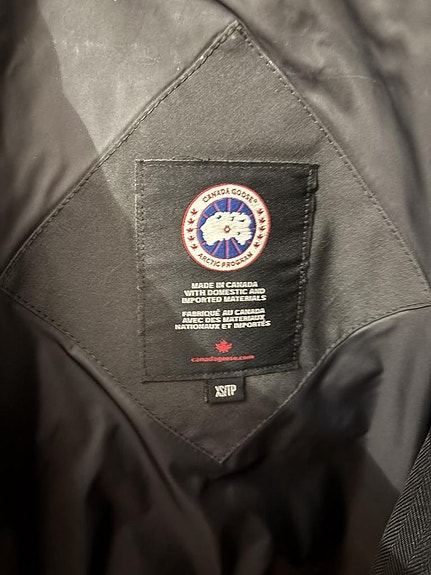 CANADA GOOSE®
ARCTIC PROGRAM
MADE IN CANADA
WITH DOMESTIC AND
IMPORTED MATERIALS
FABRIQUÉ AU CANADA
AVEC DES MATÉRIAUX
NATIONAUX ET IMPORTÉS
canadagoose.com
XS/TP